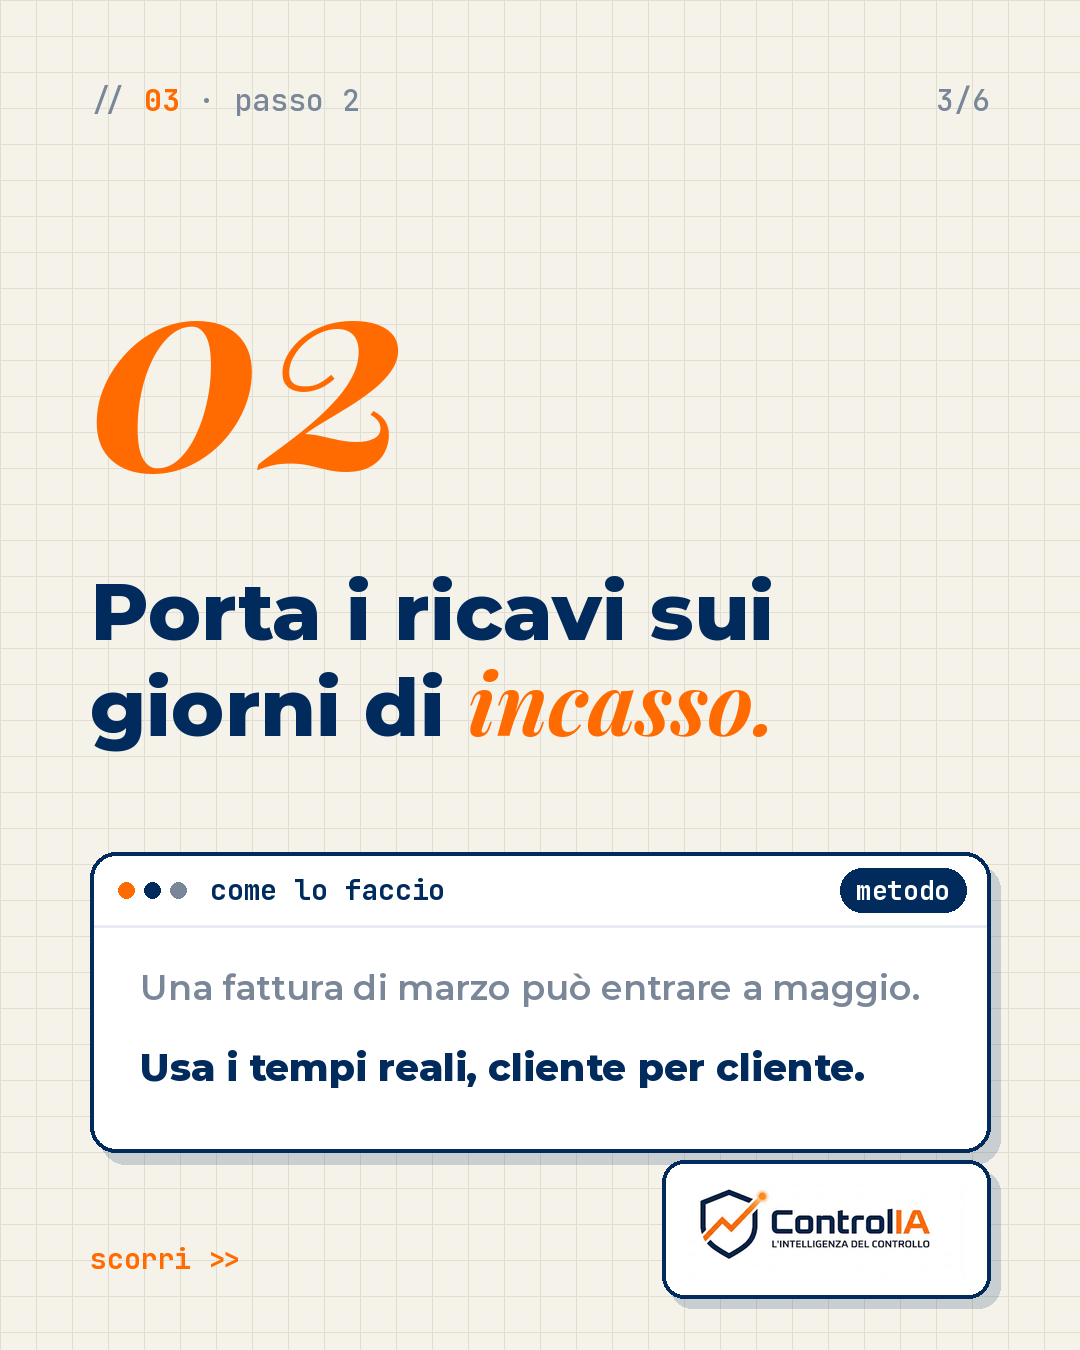 // 03 · passo 2
3/6
02
Porta i ricavi sui
giorni di incasso.
come lo faccio
metodo
Una fattura di marzo può entrare a maggio.
Usa i tempi reali, cliente per cliente.
ControlIA
L'INTELLIGENZA DEL CONTROLLO
scorri >>